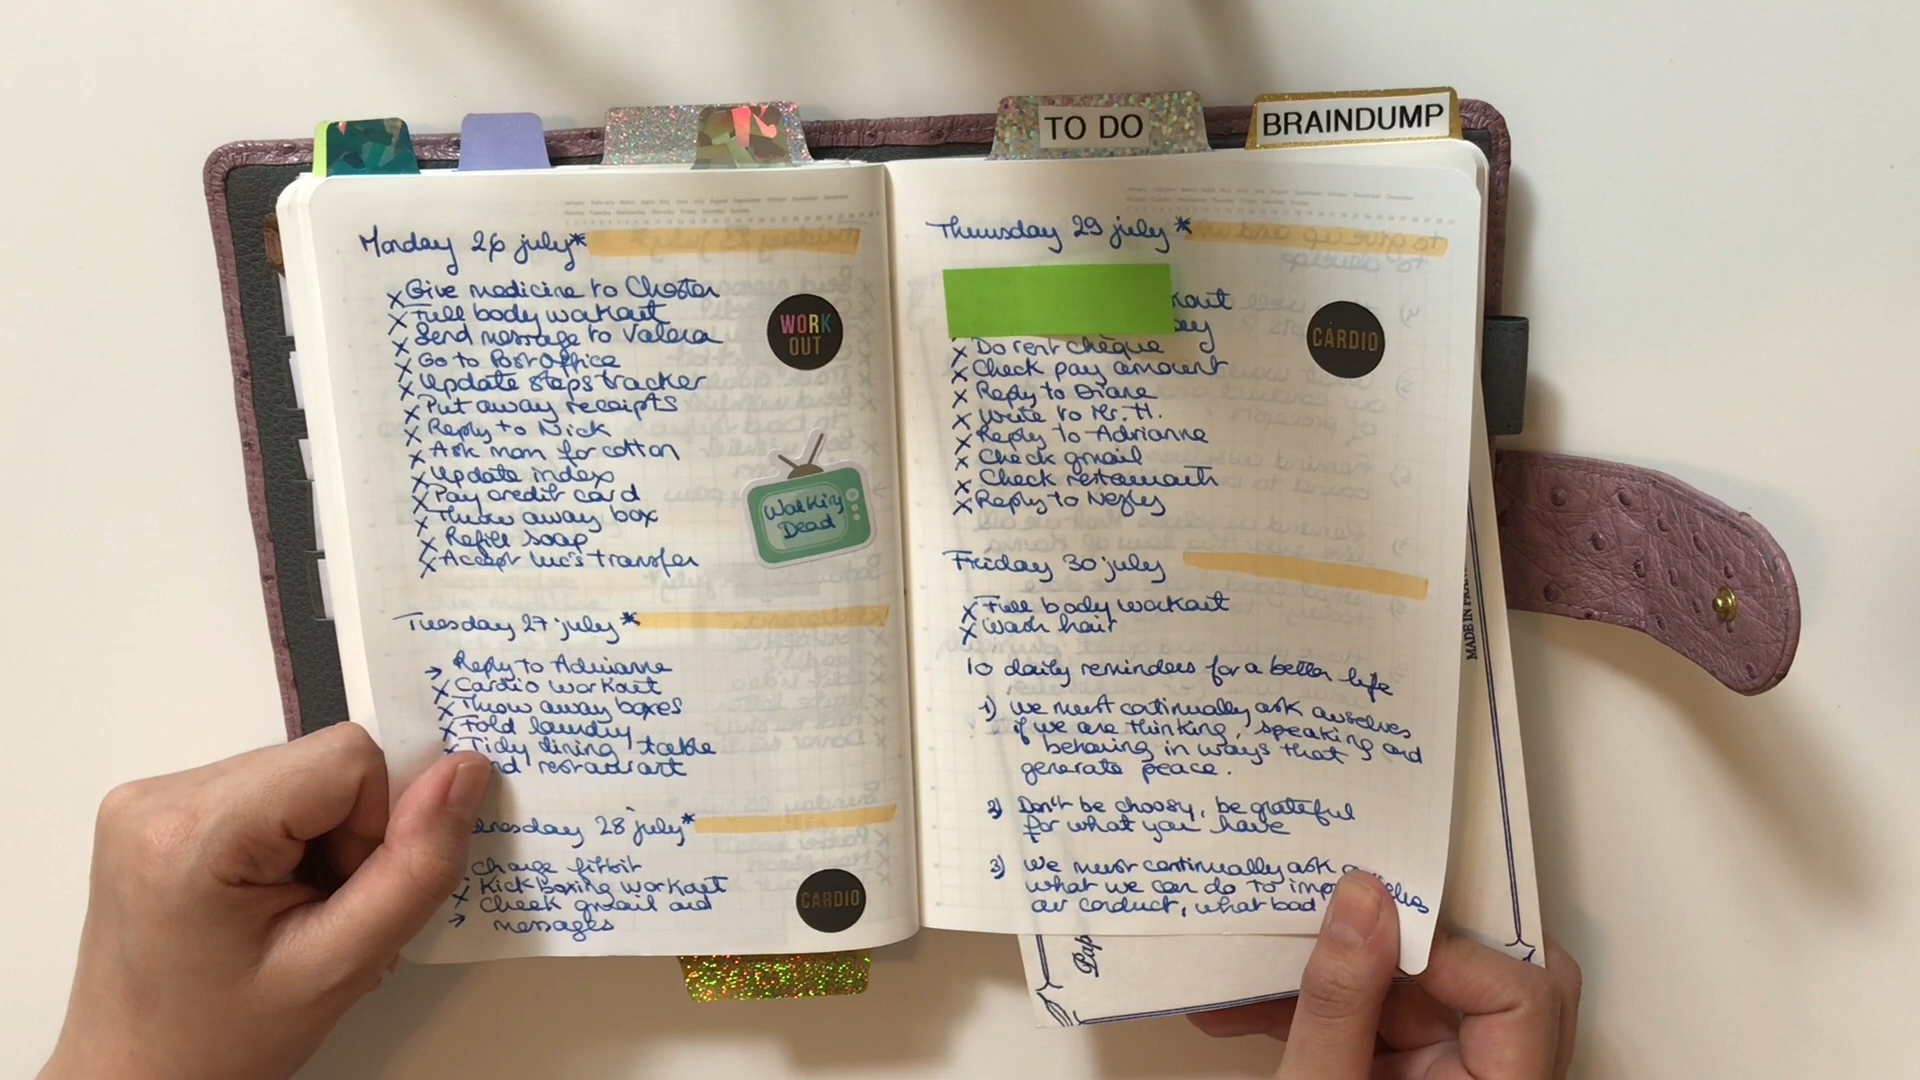 TO DO
BRAINDUMP
Monday 26 july*
x Give medicine to Chester
x Full body workout
x Send message to Valeria
x Go to Post Office
x Update steps tracker
x Put away receipts
x Reply to Nick
x Ask mom for cotton
x Update index
x Pay credit card
x Throw away box
x Refill soap
x Accept Luc's transfer
WORK
OUT
Walking
Dead
Tuesday 27 july*
→ Reply to Adrianne
x Cardio workout
x Throw away boxes
x Fold laundry
x Tidy dining table
nd restaurant
dnesday 28 july*
Charge fitbit
x Kickboxing workout
x Check gmail and
→ messages
CARDIO
Thursday 29 july*
kout
ey
x Do rent cheque
x Check pay amount
x Reply to Diane
x Write to Mr. H.
x Reply to Adrianne
x Check gmail
x Check restaurant
x Reply to
CARDIO
Friday 30 july
x Full body workout
x Wash hair
10 daily reminders for a better life
1) We must continually ask ourselves
if we are thinking, speaking and
behaving in ways that
generate peace.
2) Don't be choosy, be grateful
for what you have
3) We must continually ask
what we can do to
our conduct, what bad
MADE IN
Pap